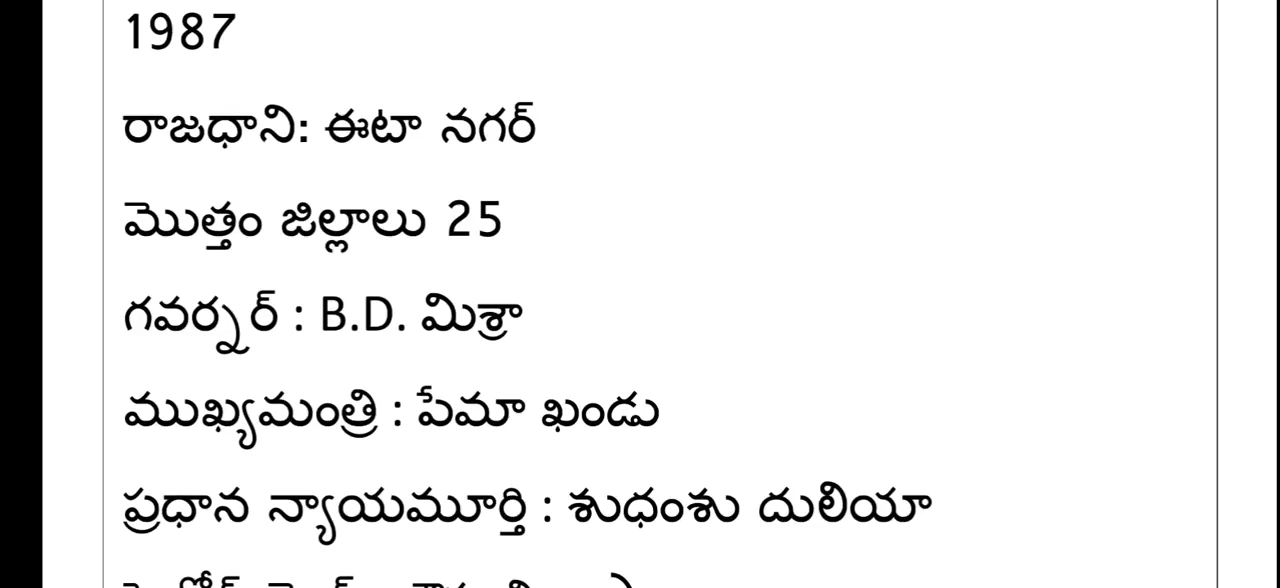 1987
రాజధాని: ఈటా నగర్
మొత్తం జిల్లాలు 25
గవర్నర్ : B.D. మిశ్రా
ముఖ్యమంత్రి : పేమా ఖండు
ప్రధాన న్యాయమూర్తి : శుధంశు దులియా